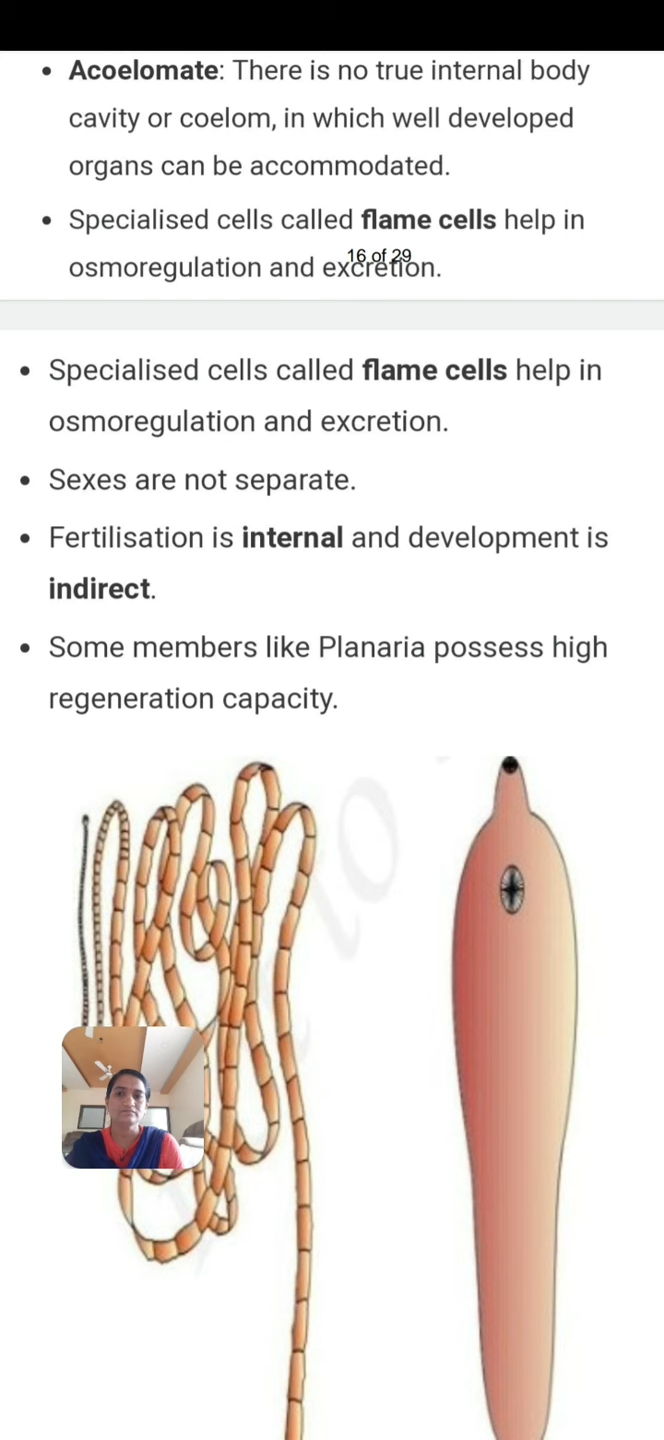 • Acoelomate: There is no true internal body
cavity or coelom, in which well developed
organs can be accommodated.
• Specialised cells called flame cells help in
16 of 29
osmoregulation and excretion.
• Specialised cells called flame cells help in
osmoregulation and excretion.
• Sexes are not separate.
• Fertilisation is internal and development is
indirect.
• Some members like Planaria possess high
regeneration capacity.